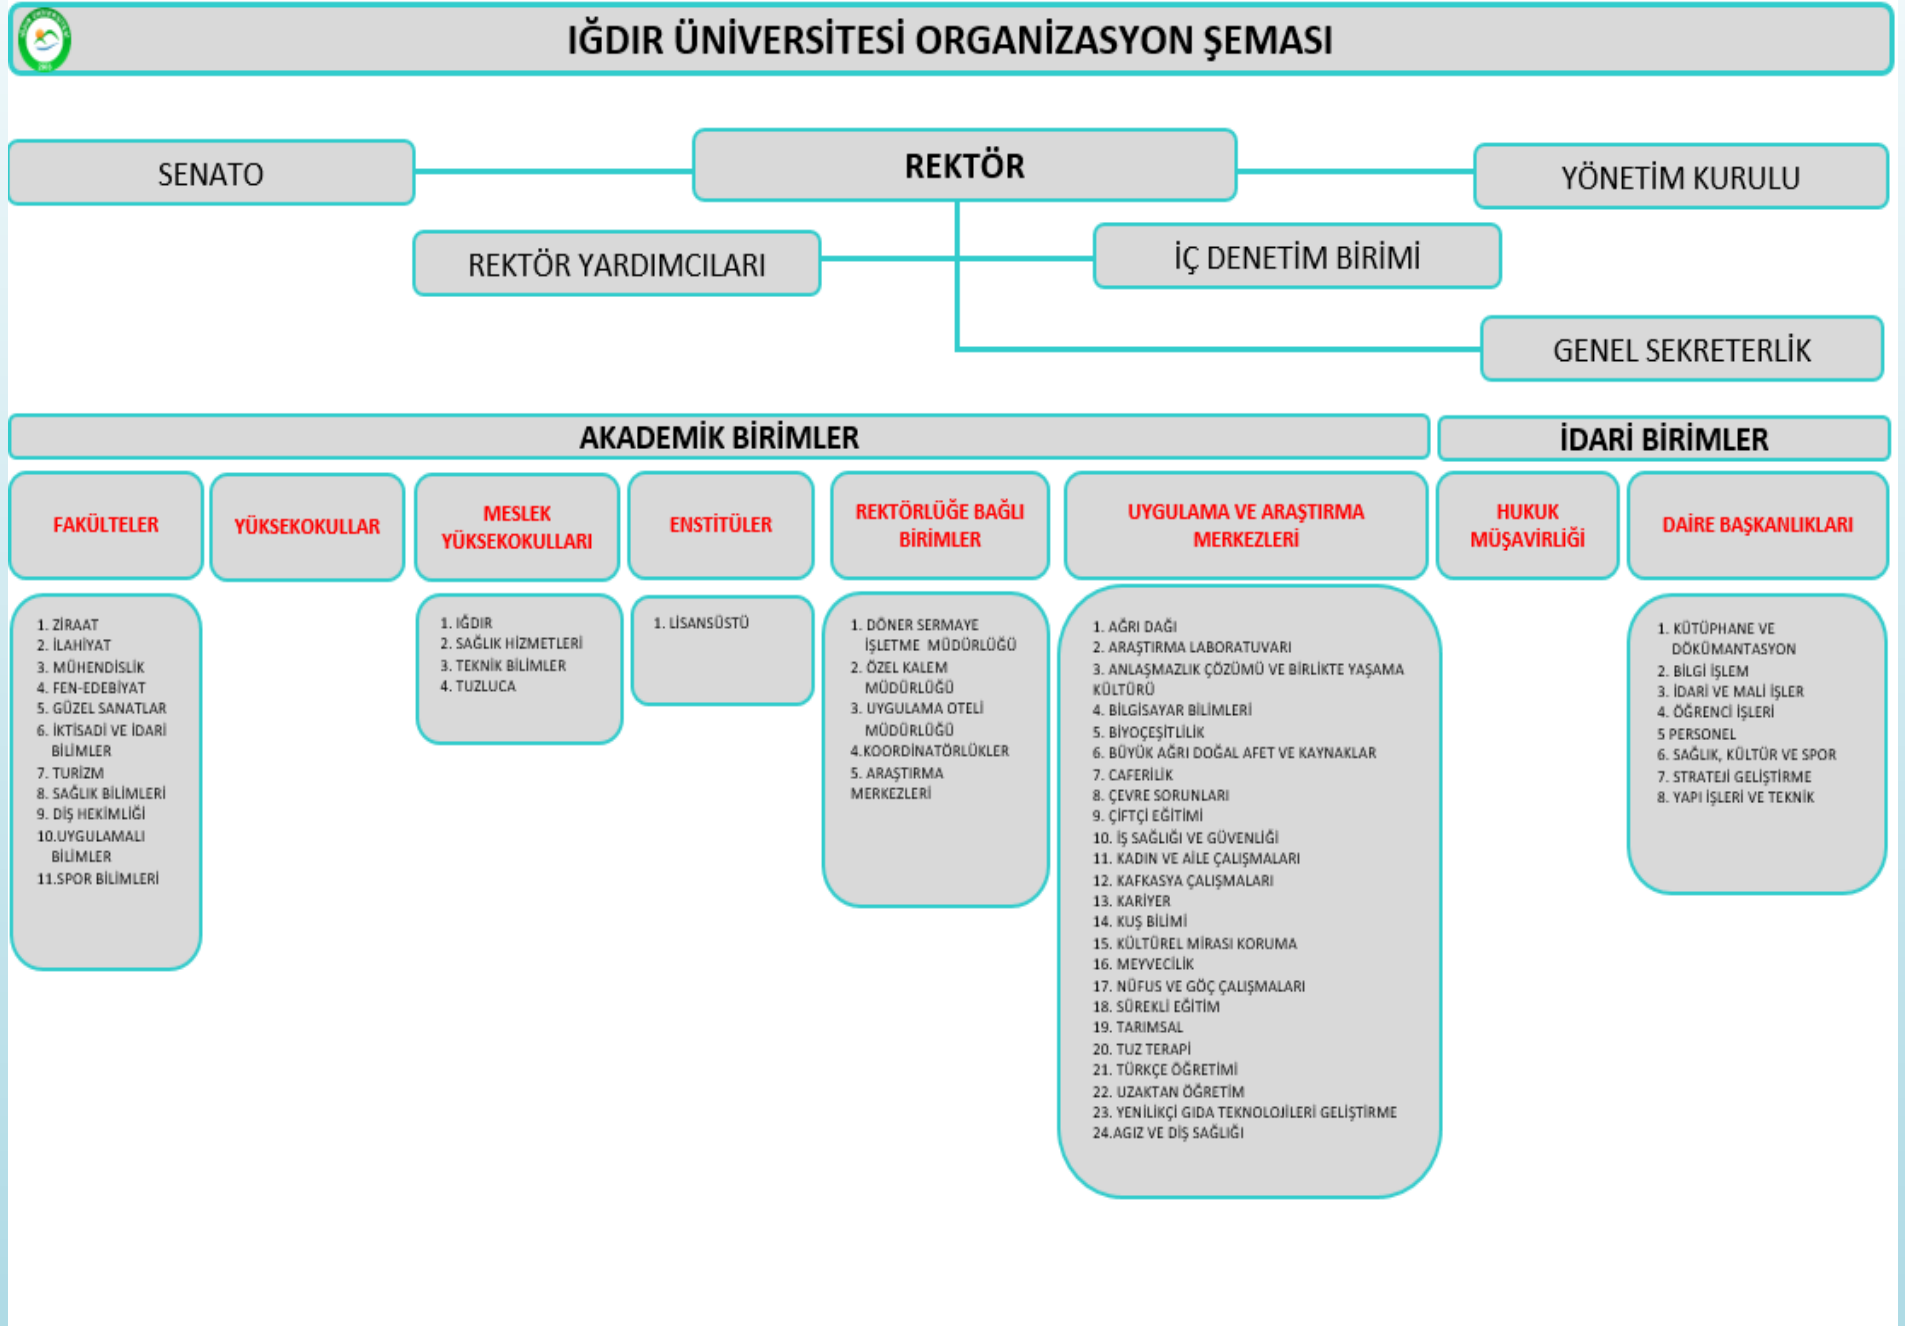 IĞDIR ÜNİVERSİTESİ ORGANİZASYON ŞEMASI
SENATO
REKTÖR
YÖNETİM KURULU
REKTÖR YARDIMCILARI
İÇ DENETİM BİRİMİ
GENEL SEKRETERLİK
AKADEMİK BİRİMLER
İDARİ BİRİMLER
FAKÜLTELER
YÜKSEKOKULLAR
MESLEK
YÜKSEKOKULLARI
ENSTİTÜLER
REKTÖRLÜĞE BAĞLI
BİRİMLER
UYGULAMA VE ARAŞTIRMA
MERKEZLERİ
HUKUK
MÜŞAVİRLİĞİ
DAİRE BAŞKANLIKLARI
1. ZİRAAT
2. İLAHİYAT
3. MÜHENDİSLİK
4. FEN-EDEBİYAT
5. GÜZEL SANATLAR
6. İKTİSADİ VE İDARİ
BİLİMLER
7. TURİZM
8. SAĞLIK BİLİMLERİ
9. DİŞ HEKİMLİĞİ
10.UYGULAMALI
BİLİMLER
11.SPOR BİLİMLERİ
1. IĞDIR
2. SAĞLIK HİZMETLERİ
3. TEKNİK BİLİMLER
4. TUZLUCA
1. LİSANSÜSTÜ
1. DÖNER SERMAYE
İŞLETME MÜDÜRLÜĞÜ
2. ÖZEL KALEM
MÜDÜRLÜĞÜ
3. UYGULAMA OTELİ
MÜDÜRLÜĞÜ
4.KOORDİNATÖRLÜKLER
5. ARAŞTIRMA
MERKEZLERİ
1. AĞRI DAĞI
2. ARAŞTIRMA LABORATUVARI
3. ANLAŞMAZLIK ÇÖZÜMÜ VE BİRLİKTE YAŞAMA
KÜLTÜRÜ
4. BİLGİSAYAR BİLİMLERİ
5. BİYOÇEŞİTLİLİK
6. BÜYÜK AĞRI DOĞAL AFET VE KAYNAKLAR
7. CAFERİLİK
8. ÇEVRE SORUNLARI
9. ÇİFTÇİ EĞİTİMİ
10. İŞ SAĞLIĞI VE GÜVENLİĞİ
11. KADIN VE AİLE ÇALIŞMALARI
12. KAFKASYA ÇALIŞMALARI
13. KARİYER
14. KUŞ BİLİMİ
15. KÜLTÜREL MİRASI KORUMA
16. MEYVECİLİK
17. NÜFUS VE GÖÇ ÇALIŞMALARI
18. SÜREKLİ EĞİTİM
19. TARIMSAL
20. TUZ TERAPİ
21. TÜRKÇE ÖĞRETİMİ
22. UZAKTAN ÖĞRETİM
23. YENİLİKÇİ GIDA TEKNOLOJİLERİ GELİŞTİRME
24.AGIZ VE DİŞ SAĞLIĞI
1. KÜTÜPHANE VE
DÖKÜMANTASYON
2. BİLGİ İŞLEM
3. İDARİ VE MALİ İŞLER
4. ÖĞRENCİ İŞLERİ
5 PERSONEL
6. SAĞLIK, KÜLTÜR VE SPOR
7. STRATEJİ GELİŞTİRME
8. YAPI İŞLERİ VE TEKNİK